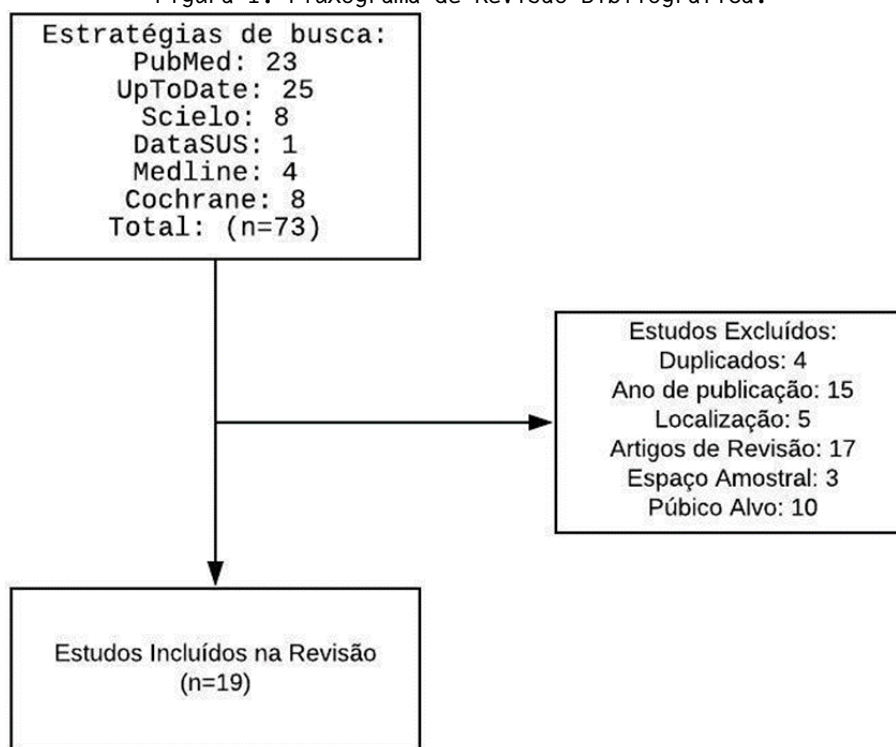 Figura 1: Fluxograma de Revisão Bibliográfica.
Estratégias de busca:
PubMed: 23
UpToDate: 25
Scielo: 8
DataSUS: 1
Medline: 4
Cochrane: 8
Total: (n=73)
Estudos Excluídos:
Duplicados: 4
Ano de publicação: 15
Localização: 5
Artigos de Revisão: 17
Espaço Amostral: 3
Púbico Alvo: 10
Estudos Incluídos na Revisão
(n=19)